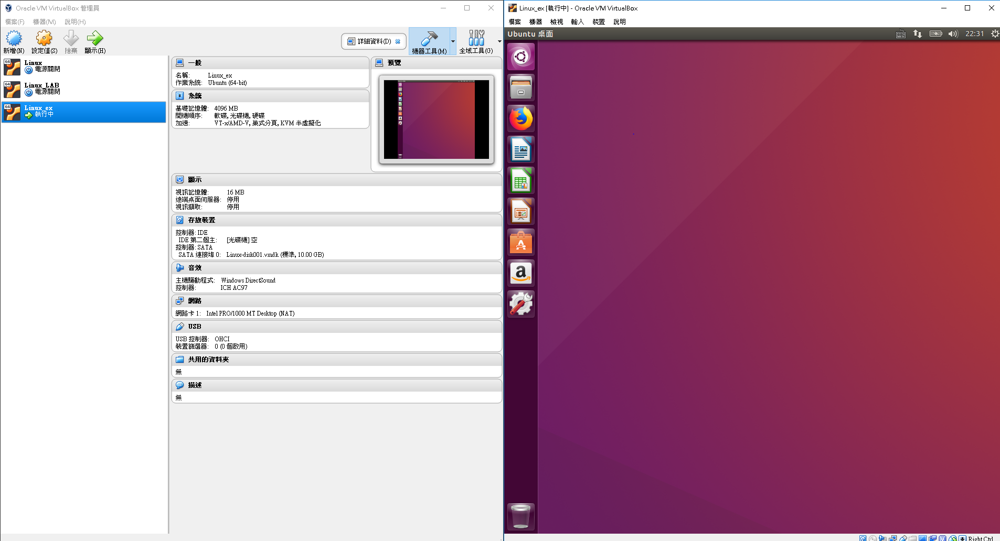 Oracle VM VirtualBox 管理員
檔案(F) 機器(M) 說明(H)
新增(N) 設定值(S) 捨棄 顯示(H)
詳細資料(D) 機器工具(M) 全域工具(G)
64 Linux
電源關閉
64 Linux_LAB
電源關閉
64 Linux_ex
執行中
一般
名稱: Linux_ex
作業系統: Ubuntu (64-bit)
系統
基礎記憶體: 4096 MB
開機順序: 軟碟, 光碟機, 硬碟
加速: VT-x/AMD-V, 巢式分頁, KVM 半虛擬化
預覽
顯示
視訊記憶體: 16 MB
遠端桌面伺服器: 停用
視訊擷取: 停用
存放裝置
控制器: IDE
IDE 第二個主: [光碟機] 空
控制器: SATA
SATA 連接埠 0: Linux-disk001.vmdk (標準, 10.00 GB)
音效
主機驅動程式: Windows DirectSound
控制器: ICH AC97
網路
網路卡 1: Intel PRO/1000 MT Desktop (NAT)
USB
USB 控制器: OHCI
裝置篩選器: 0 (0 個啟用)
共用的資料夾
無
描述
無
Linux_ex [執行中] - Oracle VM VirtualBox
檔案 機器 檢視 輸入 裝置 說明
Ubuntu 桌面 22:31
A
a
Right Ctrl